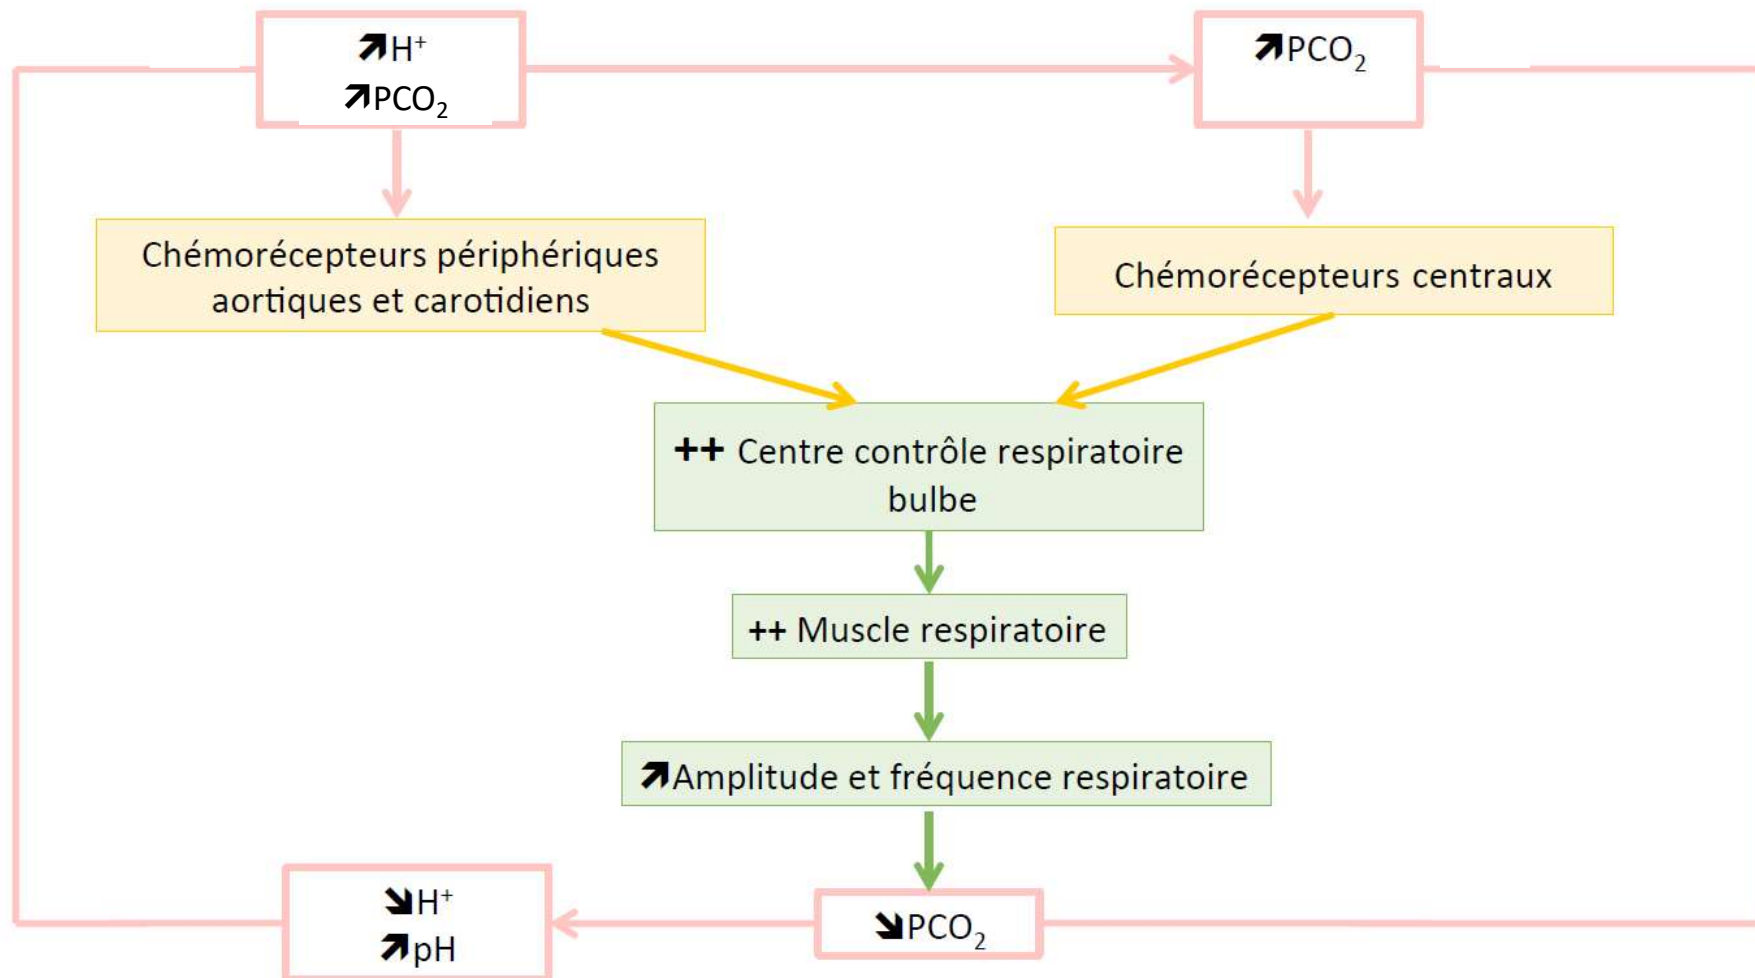 ↗H⁺
↗PCO₂
↗PCO₂
Chémorécepteurs périphériques
aortiques et carotidiens
Chémorécepteurs centraux
++ Centre contrôle respiratoire
bulbe
++ Muscle respiratoire
↗Amplitude et fréquence respiratoire
↘H⁺
↗pH
↘PCO₂